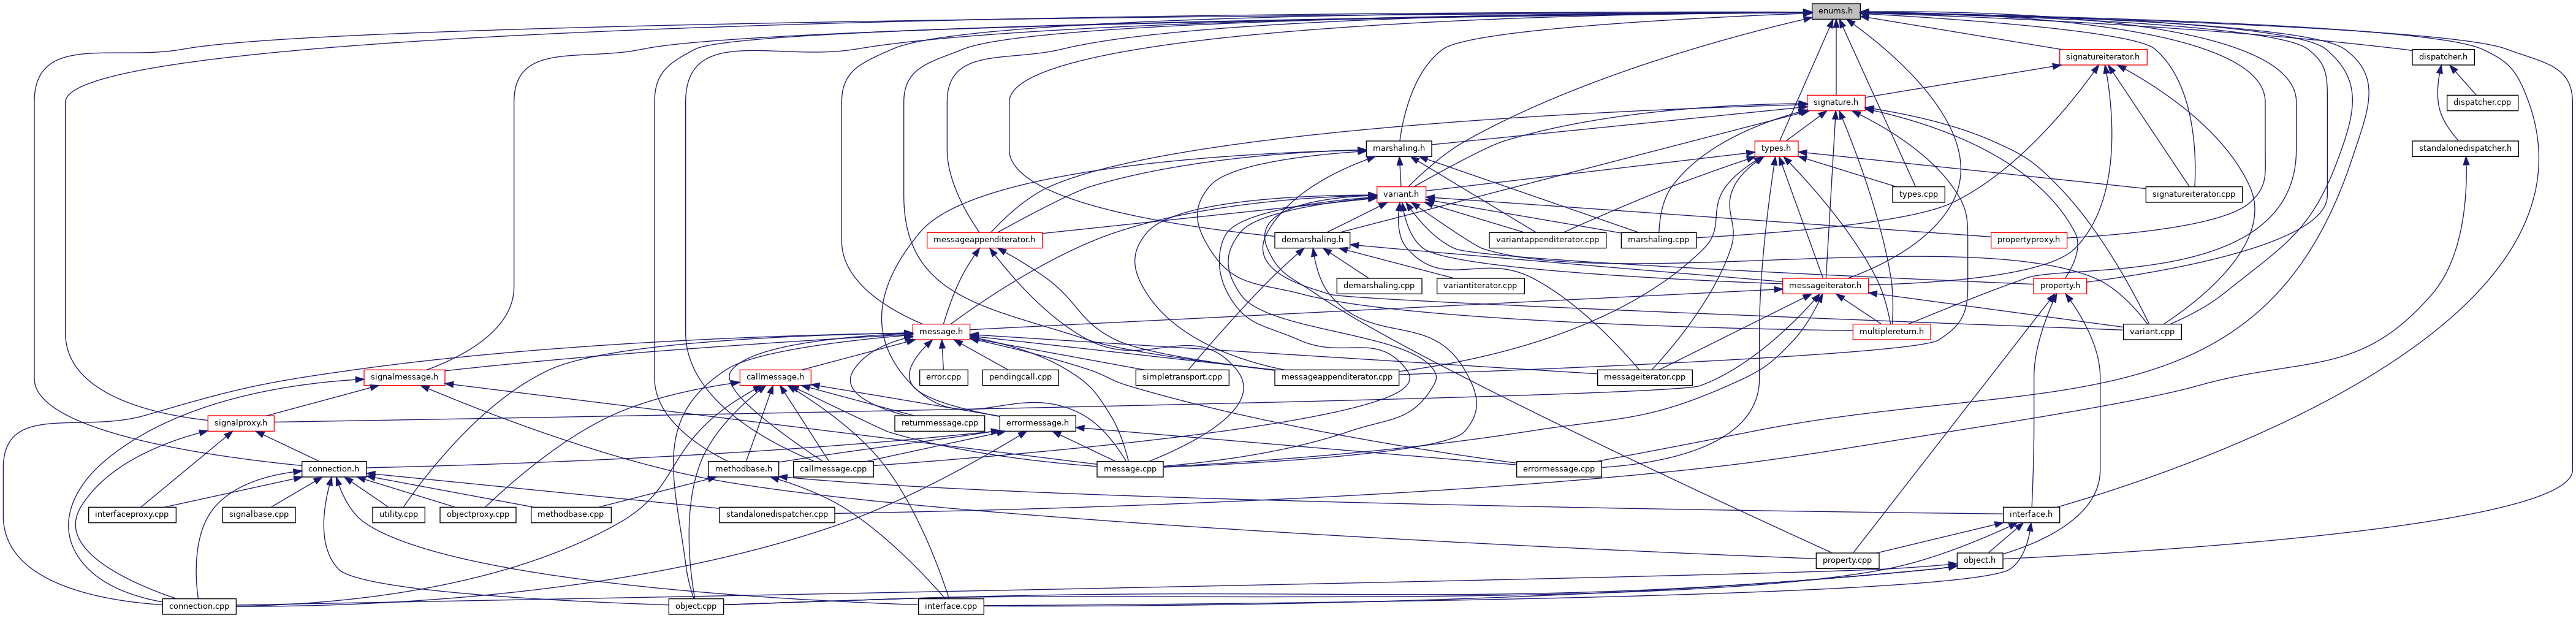 enums.h
signatureiterator.h
dispatcher.h
signature.h
dispatcher.cpp
marshaling.h
types.h
standalonedispatcher.h
variant.h
types.cpp
signatureiterator.cpp
messageappenditerator.h
demarshaling.h
variantappenditerator.cpp
marshaling.cpp
propertyproxy.h
demarshaling.cpp
variantiterator.cpp
messageiterator.h
property.h
message.h
multiplereturn.h
variant.cpp
signalmessage.h
callmessage.h
error.cpp
pendingcall.cpp
simpletransport.cpp
messageappenditerator.cpp
messageiterator.cpp
signalproxy.h
returnmessage.cpp
errormessage.h
connection.h
methodbase.h
callmessage.cpp
message.cpp
errormessage.cpp
interfaceproxy.cpp
signalbase.cpp
utility.cpp
objectproxy.cpp
methodbase.cpp
standalonedispatcher.cpp
interface.h
property.cpp
object.h
connection.cpp
object.cpp
interface.cpp